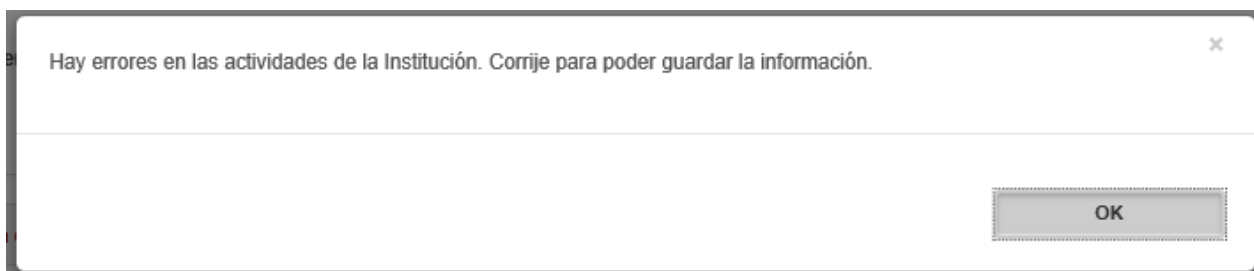 Hay errores en las actividades de la Institución. Corrije para poder guardar la información.
×
OK